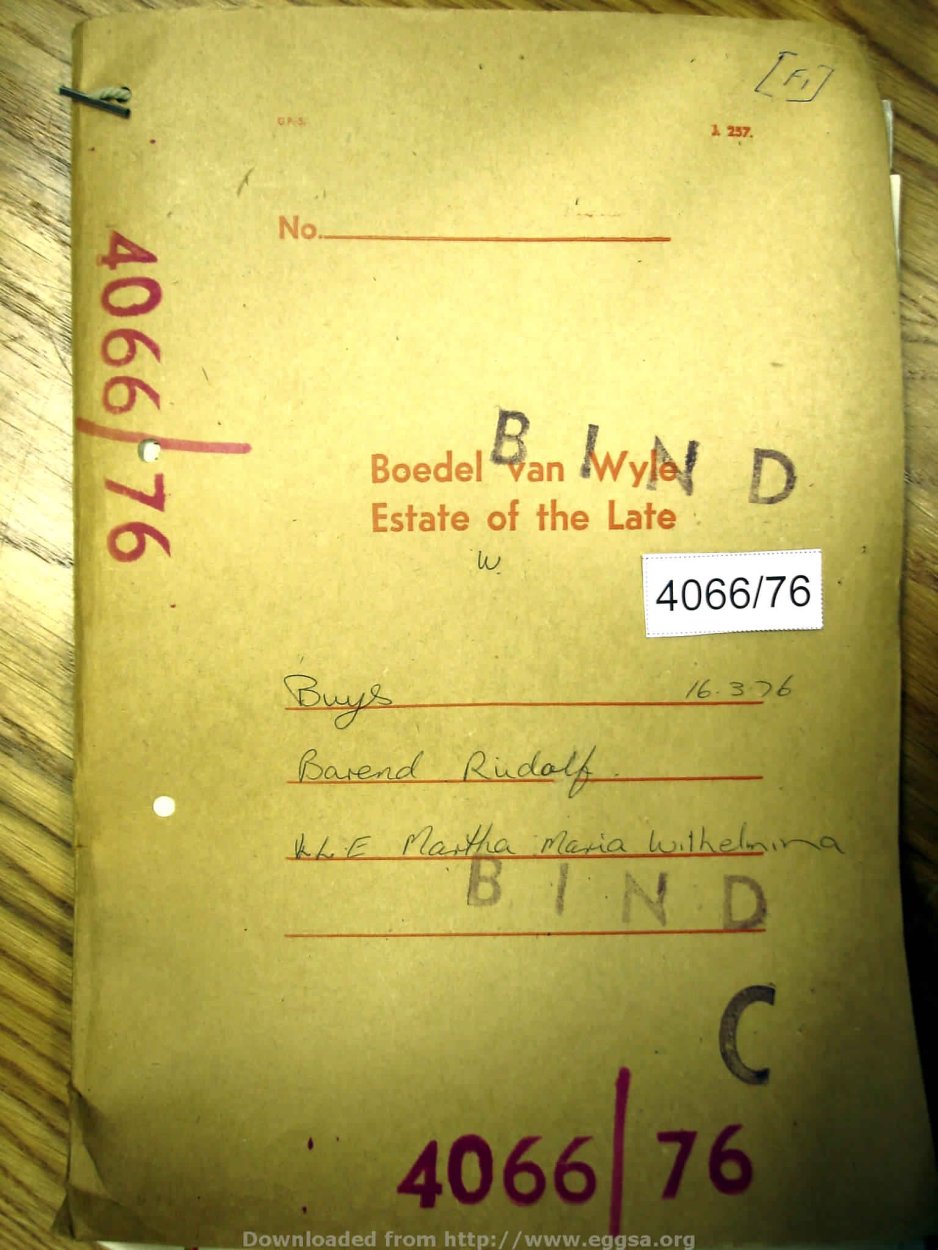 [F1]
G.P.-S.
J. 257.
No.
4066/76
BIND
Boedel van Wyle
Estate of the Late
W.
4066/76
Buys 16.3.76
Barend Rudolf.
Martha Maria Wilhelmina
BIND
C
4066/76
Downloaded from http://www.eggsa.org